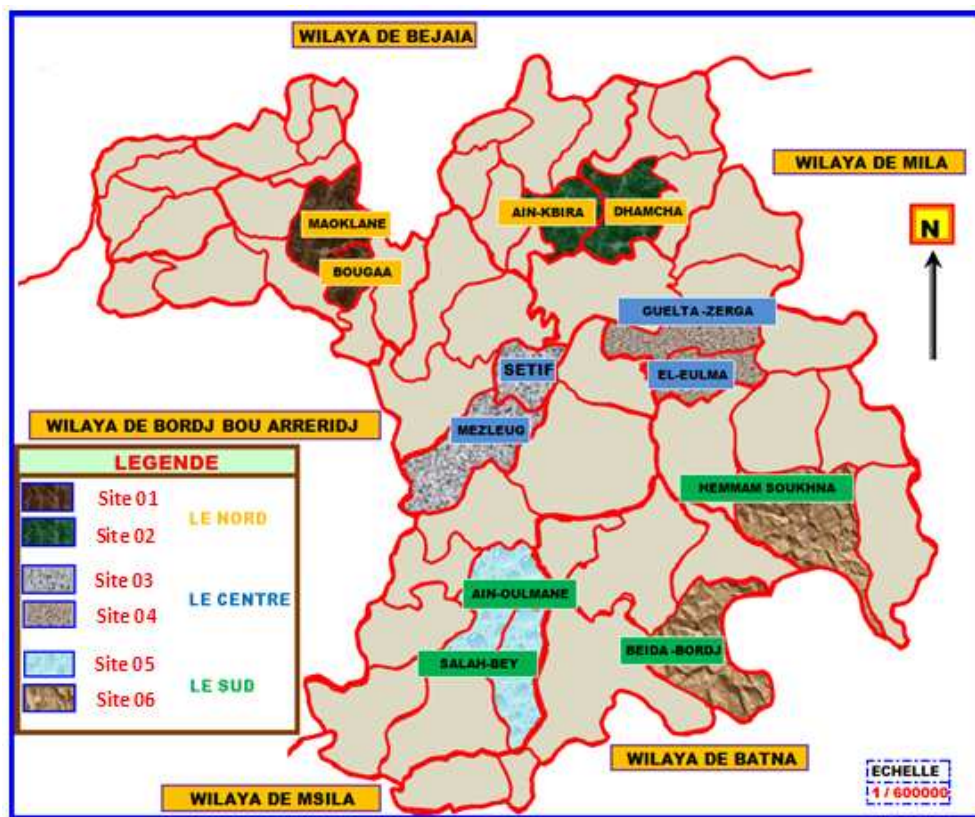 WILAYA DE BEJAIA
WILAYA DE MILA
N
MAOKLANE
BOUGAA
AIN-KBIRA
DHAMCHA
GUELTA -ZERGA
SETIF
EL-EULMA
MEZLEUG
WILAYA DE BORDJ BOU ARRERIDJ
HEMMAM SOUKHNA
AIN-OULMANE
SALAH-BEY
BEIDA -BORDJ
LEGENDE
Site 01
Site 02
LE NORD
Site 03
Site 04
LE CENTRE
Site 05
Site 06
LE SUD
WILAYA DE BATNA
WILAYA DE MSILA
ECHELLE
1 / 600000